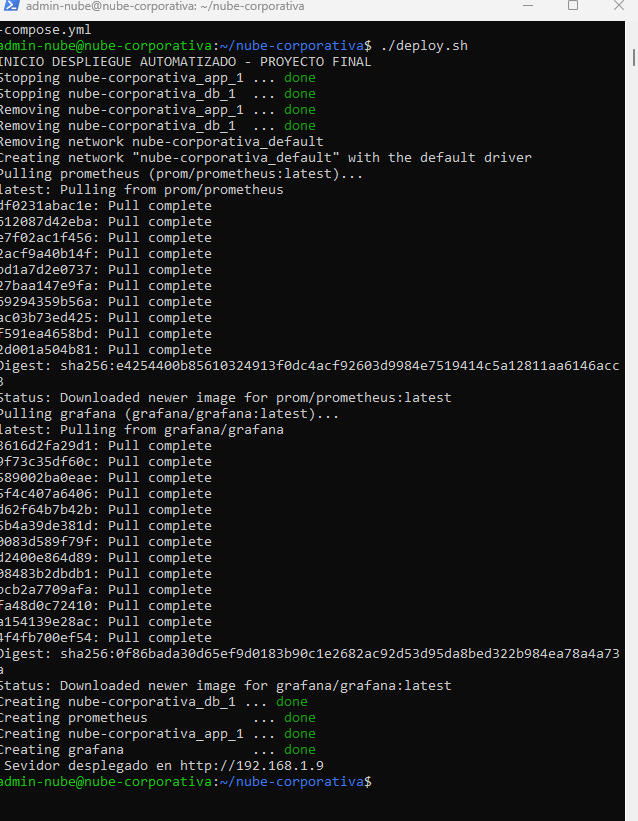 admin-nube@nube-corporativa: ~/nube-corporativa
-compose.yml
admin-nube@nube-corporativa:~/nube-corporativa$ ./deploy.sh
INICIO DESPLIEGUE AUTOMATIZADO - PROYECTO FINAL
Stopping nube-corporativa_app_1 ... done
Stopping nube-corporativa_db_1  ... done
Removing nube-corporativa_app_1 ... done
Removing nube-corporativa_db_1  ... done
Removing network nube-corporativa_default
Creating network "nube-corporativa_default" with the default driver
Pulling prometheus (prom/prometheus:latest)...
latest: Pulling from prom/prometheus
df0231abac1e: Pull complete
612087d42eba: Pull complete
e7f02ac1f456: Pull complete
2acf9a40b14f: Pull complete
bd1a7d2e0737: Pull complete
27baa147e9fa: Pull complete
69294359b56a: Pull complete
ac03b73ed425: Pull complete
f591ea4658bd: Pull complete
2d001a504b81: Pull complete
Digest: sha256:e4254400b85610324913f0dc4acf92603d9984e7519414c5a12811aa6146acc
3
Status: Downloaded newer image for prom/prometheus:latest
Pulling grafana (grafana/grafana:latest)...
latest: Pulling from grafana/grafana
3616d2fa29d1: Pull complete
9f73c35df60c: Pull complete
589002ba0eae: Pull complete
5f4c407a6406: Pull complete
d62f64b7b42b: Pull complete
5b4a39de381d: Pull complete
0083d589f79f: Pull complete
d2400e864d89: Pull complete
08483b2dbdb1: Pull complete
bcb2a7709afa: Pull complete
fa48d0c72410: Pull complete
a154139e28ac: Pull complete
4f4fb700ef54: Pull complete
Digest: sha256:0f86bada30d65ef9d0183b90c1e2682ac92d53d95da8bed322b984ea78a4a73
a
Status: Downloaded newer image for grafana/grafana:latest
Creating nube-corporativa_db_1 ... done
Creating prometheus             ... done
Creating nube-corporativa_app_1 ... done
Creating grafana                ... done
Sevidor desplegado en http://192.168.1.9
admin-nube@nube-corporativa:~/nube-corporativa$